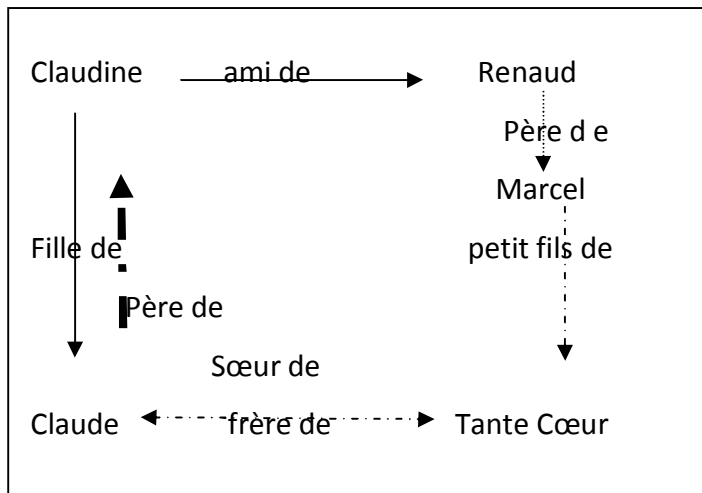 Claudine ami de Renaud
Père d e
Marcel
Fille de petit fils de
Père de
Sœur de
Claude frère de Tante Cœur